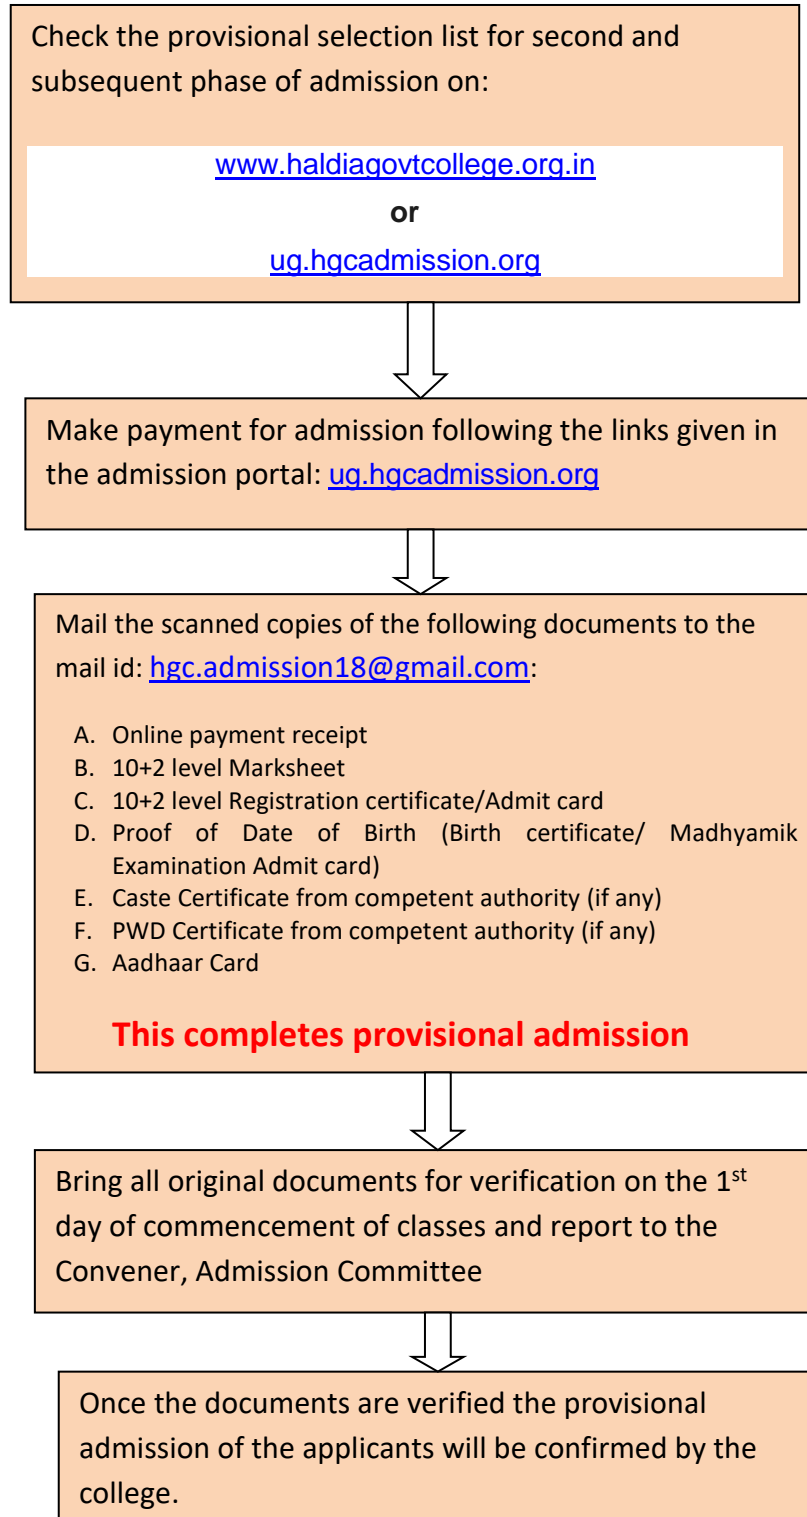 Check the provisional selection list for second and
subsequent phase of admission on:
www.haldiagovtcollege.org.in
or
ug.hgcadmission.org
Make payment for admission following the links given in
the admission portal: ug.hgcadmission.org
Mail the scanned copies of the following documents to the
mail id: hgc.admission18@gmail.com:
A. Online payment receipt
B. 10+2 level Marksheet
C. 10+2 level Registration certificate/Admit card
D. Proof of Date of Birth (Birth certificate/ Madhyamik
Examination Admit card)
E. Caste Certificate from competent authority (if any)
F. PWD Certificate from competent authority (if any)
G. Aadhaar Card
This completes provisional admission
Bring all original documents for verification on the 1st
day of commencement of classes and report to the
Convener, Admission Committee
Once the documents are verified the provisional
admission of the applicants will be confirmed by the
college.